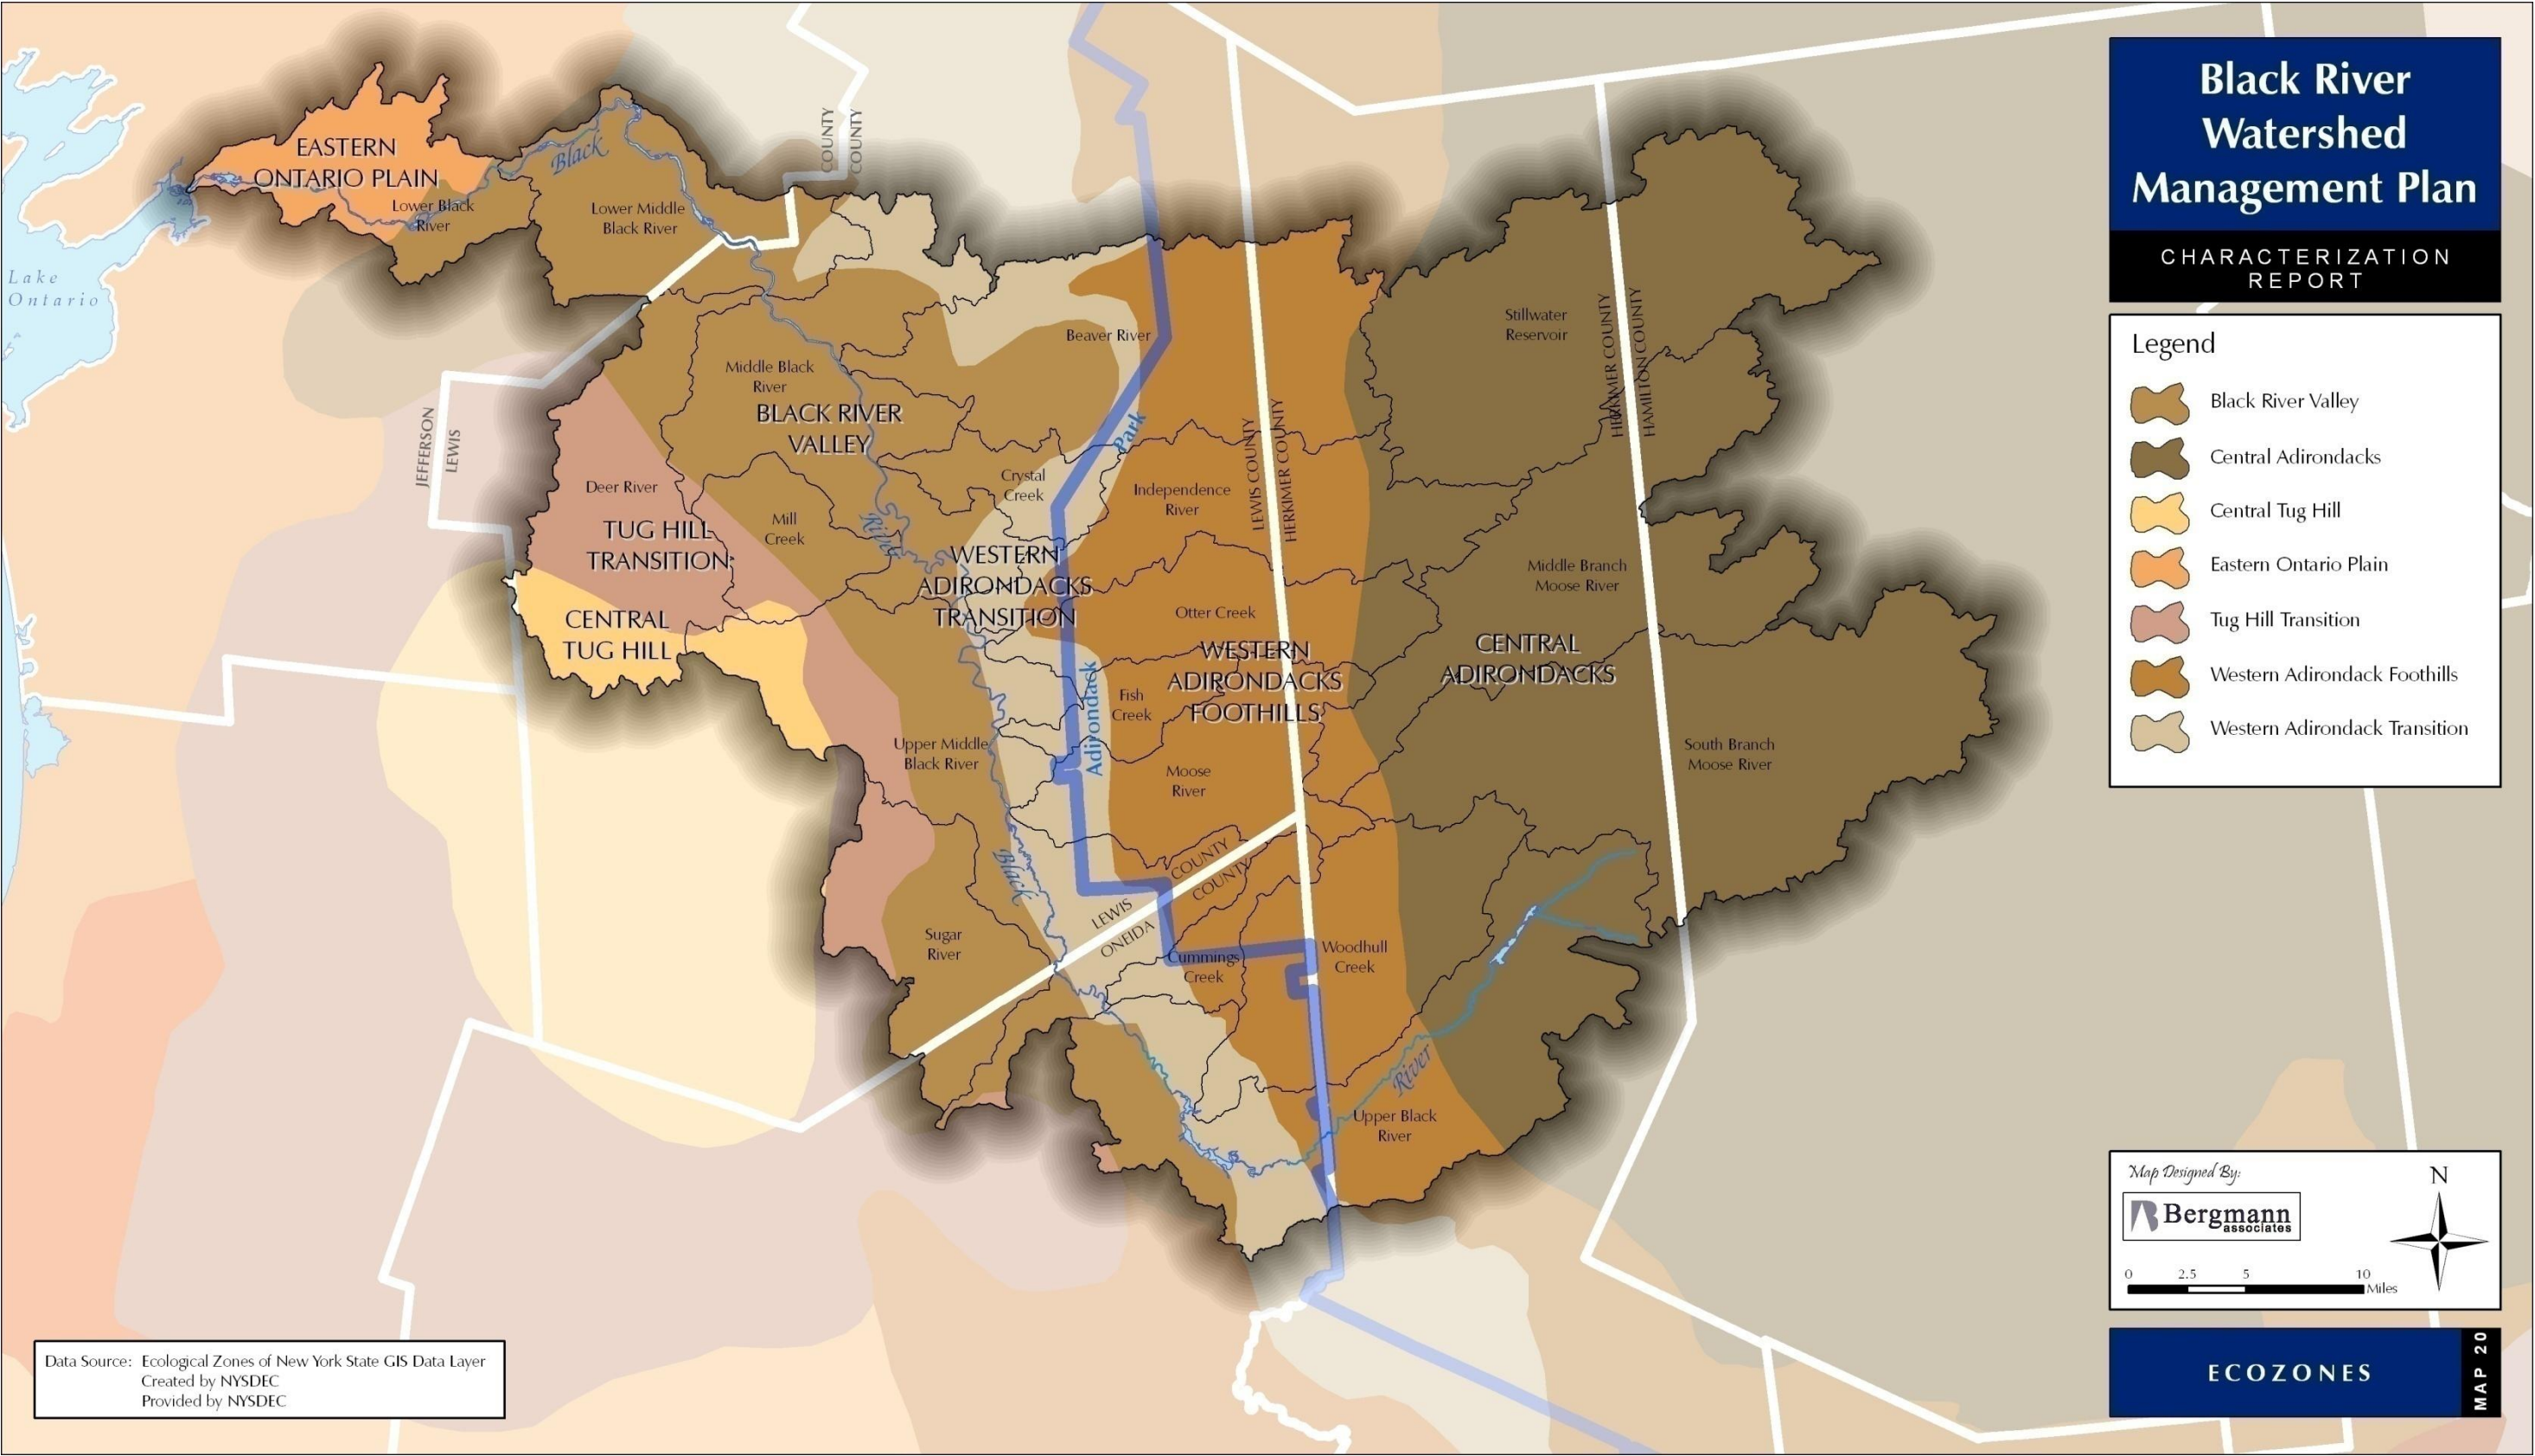 Black River
Watershed
Management Plan
CHARACTERIZATION
REPORT
Legend
Black River Valley
Central Adirondacks
Central Tug Hill
Eastern Ontario Plain
Tug Hill Transition
Western Adirondack Foothills
Western Adirondack Transition
EASTERN
ONTARIO PLAIN
Lower Black
River
Black
Lower Middle
Black River
COUNTY
COUNTY
Lake
Ontario
Beaver River
Stillwater
Reservoir
HERKIMER COUNTY
HAMILTON COUNTY
Middle Black
River
BLACK RIVER
VALLEY
JEFFERSON
LEWIS
Park
Crystal
Creek
Independence
River
LEWIS COUNTY
HERKIMER COUNTY
Deer River
TUG HILL
TRANSITION
Mill
Creek
River
WESTERN
ADIRONDACKS
TRANSITION
Middle Branch
Moose River
CENTRAL
TUG HILL
Otter Creek
WESTERN
ADIRONDACKS
FOOTHILLS
CENTRAL
ADIRONDACKS
Adirondack
Fish
Creek
Upper Middle
Black River
Moose
River
South Branch
Moose River
Black
LEWIS COUNTY
ONEIDA COUNTY
Sugar
River
Cummings
Creek
Woodhull
Creek
River
Upper Black
River
Map Designed By:
Bergmann
associates
N
0 2.5 5 10
Miles
ECOZONES
MAP 20
Data Source: Ecological Zones of New York State GIS Data Layer
Created by NYSDEC
Provided by NYSDEC